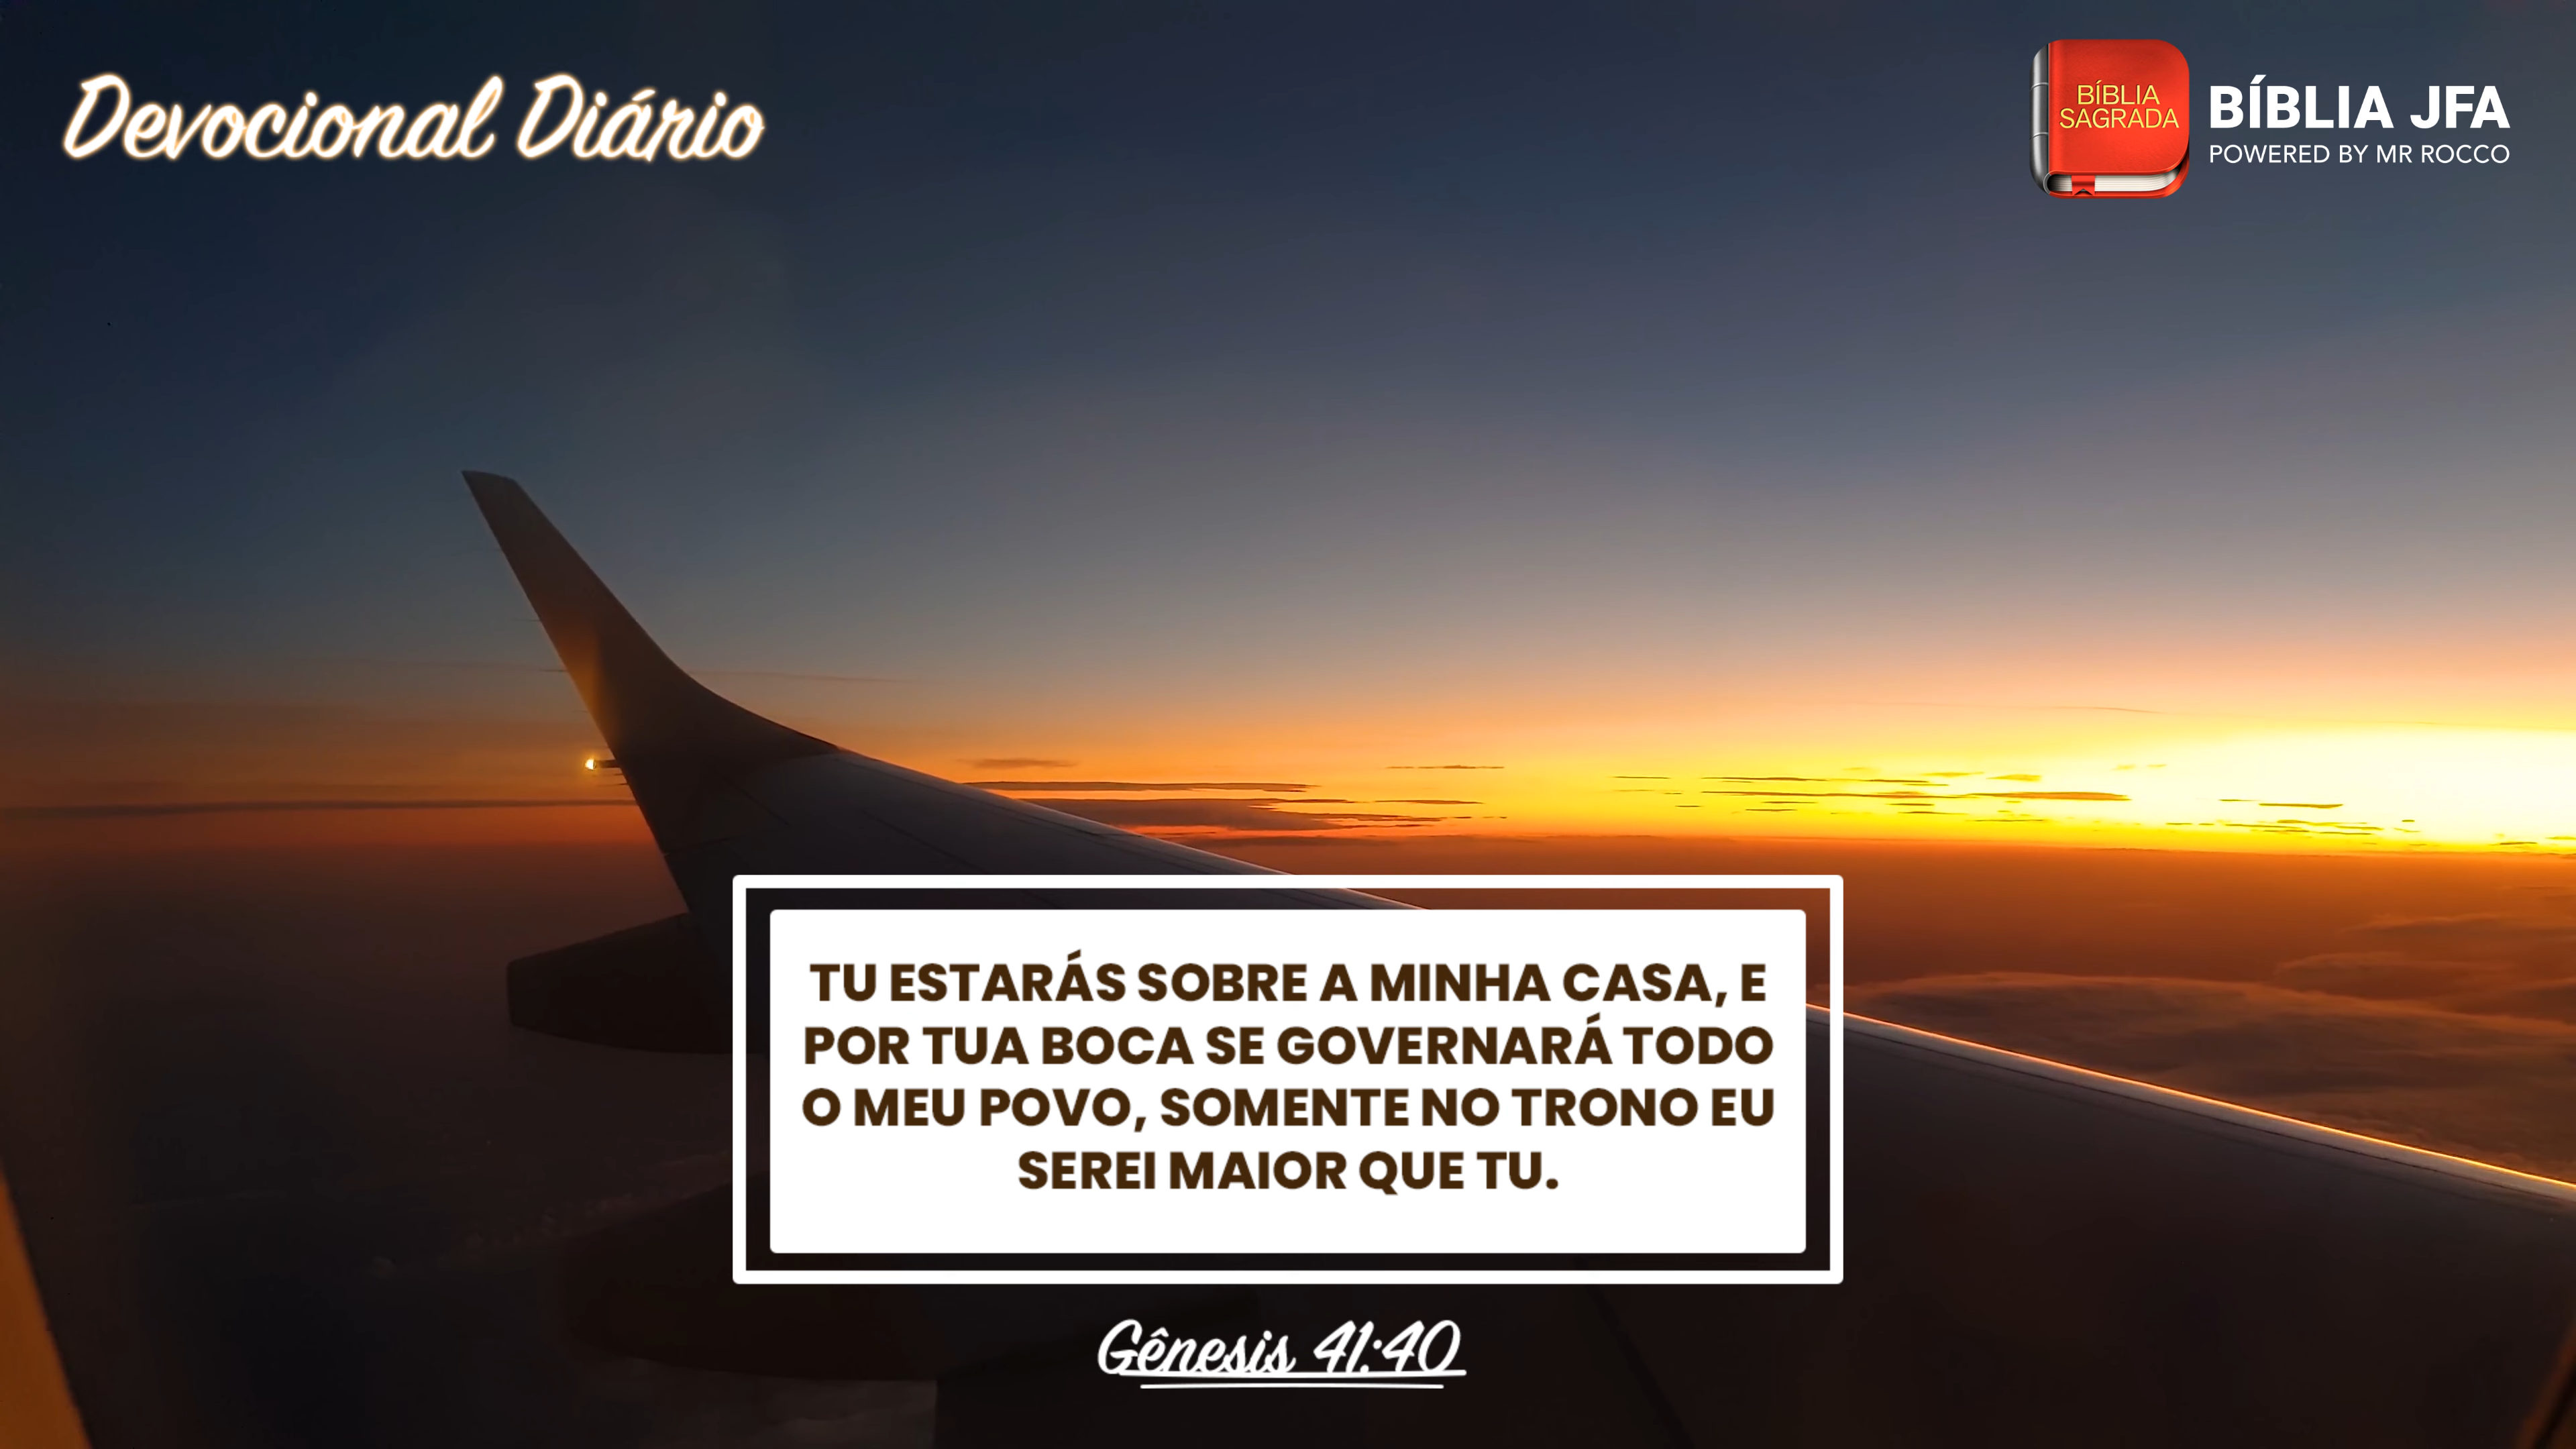 Devocional Diário
BÍBLIA
SAGRADA
BÍBLIA JFA
POWERED BY MR ROCCO
TU ESTARÁS SOBRE A MINHA CASA, E
POR TUA BOCA SE GOVERNARÁ TODO
O MEU POVO, SOMENTE NO TRONO EU
SEREI MAIOR QUE TU.
Gênesis 41:40